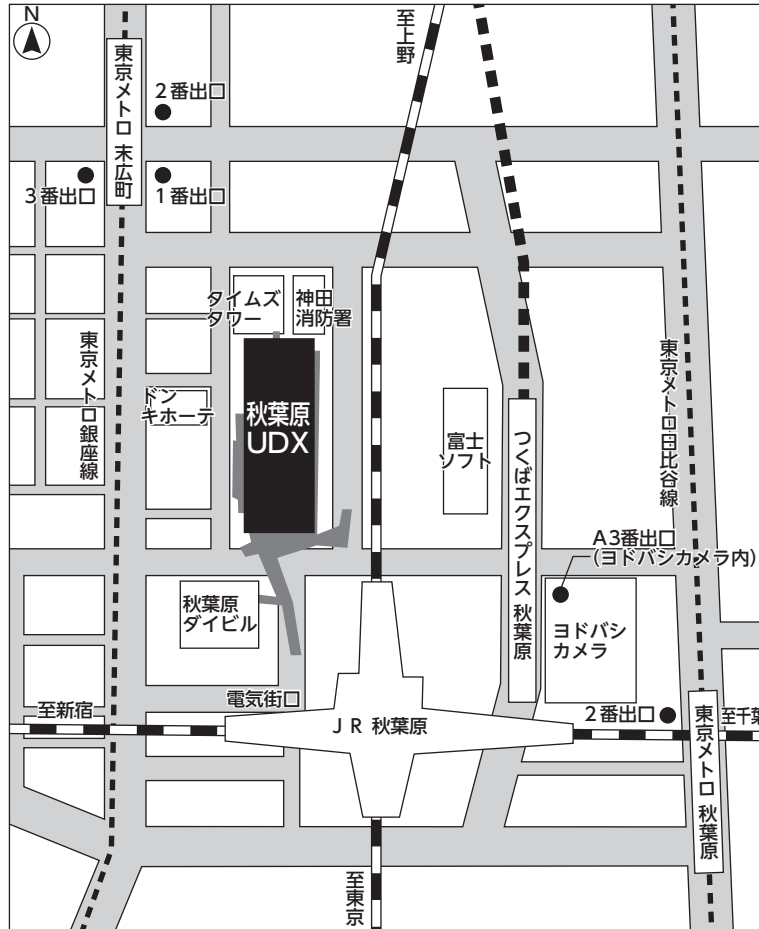 N
至上野
東京メトロ 末広町
2番出口
3番出口
1番出口
タイムズ
タワー
神田
消防署
東京メトロ銀座線
ドン
キホーテ
秋葉原
UDX
富士
ソフト
つくばエクスプレス 秋葉原
東京メトロ日比谷線
A3番出口
(ヨドバシカメラ内)
秋葉原
ダイビル
ヨドバシ
カメラ
電気街口
至新宿
JR 秋葉原
2番出口
東京メトロ 秋葉原
至千葉
至東京